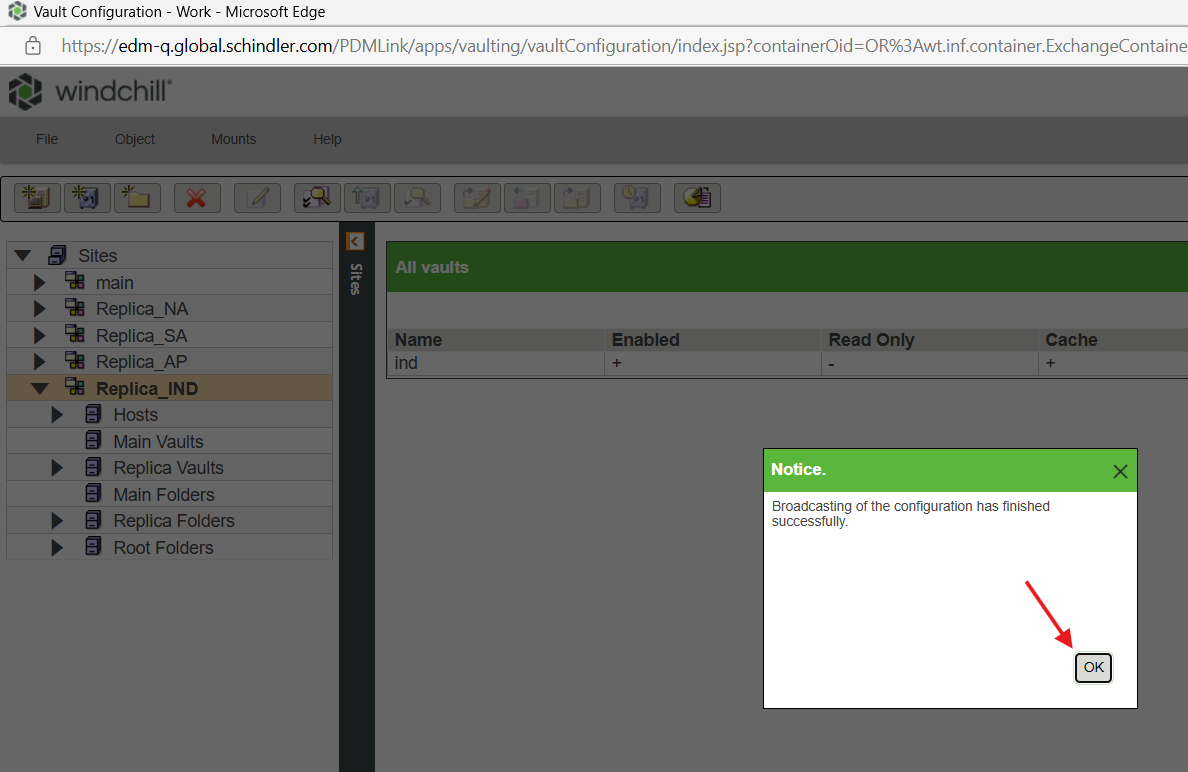 Vault Configuration - Work - Microsoft Edge
https://edm-q.global.schindler.com/PDMLink/apps/vaulting/vaultConfiguration/index.jsp?containerOid=OR%3Awt.inf.container.ExchangeContaine
windchill®
File Object Mounts Help
Sites
main
Replica_NA
Replica_SA
Replica_AP
Replica_IND
Hosts
Main Vaults
Replica Vaults
Main Folders
Replica Folders
Root Folders
Sites
All vaults
Name Enabled Read Only Cache
ind + - +
Notice.
Broadcasting of the configuration has finished
successfully.
OK